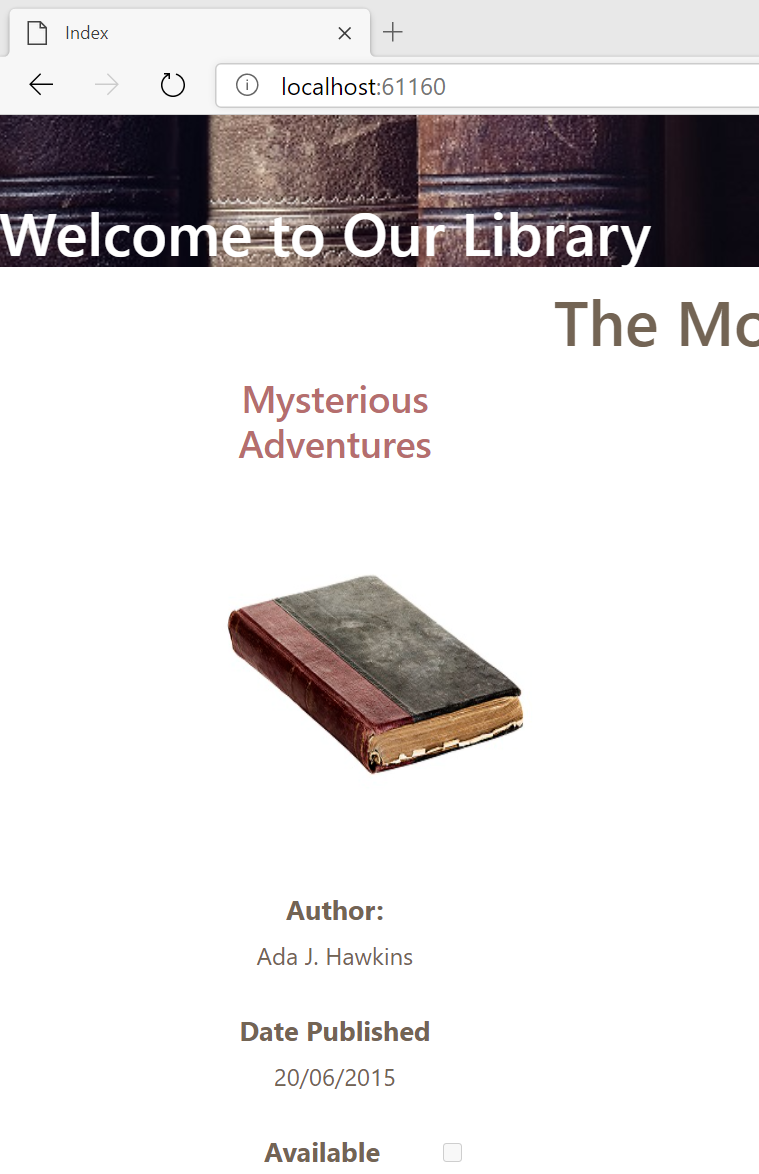 Index
localhost:61160
Welcome to Our Library
The Mo
Mysterious
Adventures
Author:
Ada J. Hawkins
Date Published
20/06/2015
Available